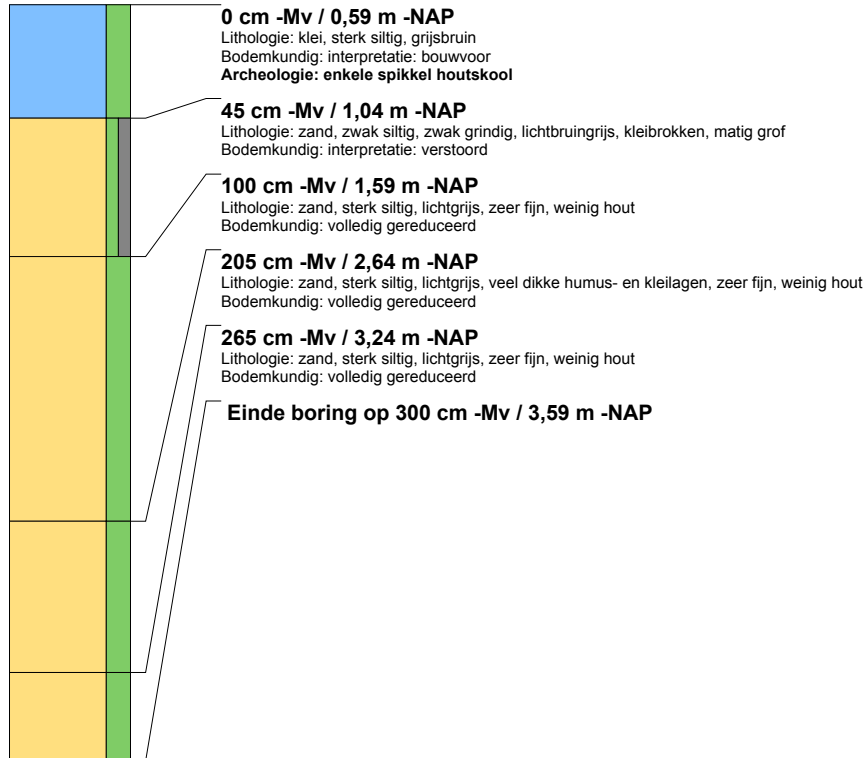 0 cm -Mv / 0,59 m -NAP
Lithologie: klei, sterk siltig, grijsbruin
Bodemkundig: interpretatie: bouwvoor
Archeologie: enkele spikkel houtskool
45 cm -Mv / 1,04 m -NAP
Lithologie: zand, zwak siltig, zwak grindig, lichtbruingrijs, kleibrokken, matig grof
Bodemkundig: interpretatie: verstoord
100 cm -Mv / 1,59 m -NAP
Lithologie: zand, sterk siltig, lichtgrijs, zeer fijn, weinig hout
Bodemkundig: volledig gereduceerd
205 cm -Mv / 2,64 m -NAP
Lithologie: zand, sterk siltig, lichtgrijs, veel dikke humus- en kleilagen, zeer fijn, weinig hout
Bodemkundig: volledig gereduceerd
265 cm -Mv / 3,24 m -NAP
Lithologie: zand, sterk siltig, lichtgrijs, zeer fijn, weinig hout
Bodemkundig: volledig gereduceerd
Einde boring op 300 cm -Mv / 3,59 m -NAP